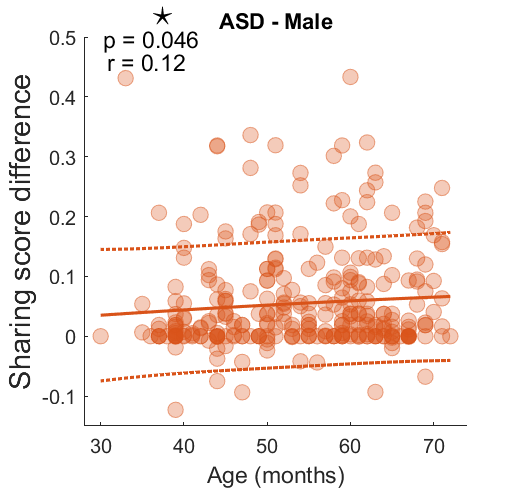 ASD - Male
★
p = 0.046
r = 0.12
Sharing score difference
0.5
0.4
0.3
0.2
0.1
0
-0.1
30 40 50 60 70
Age (months)